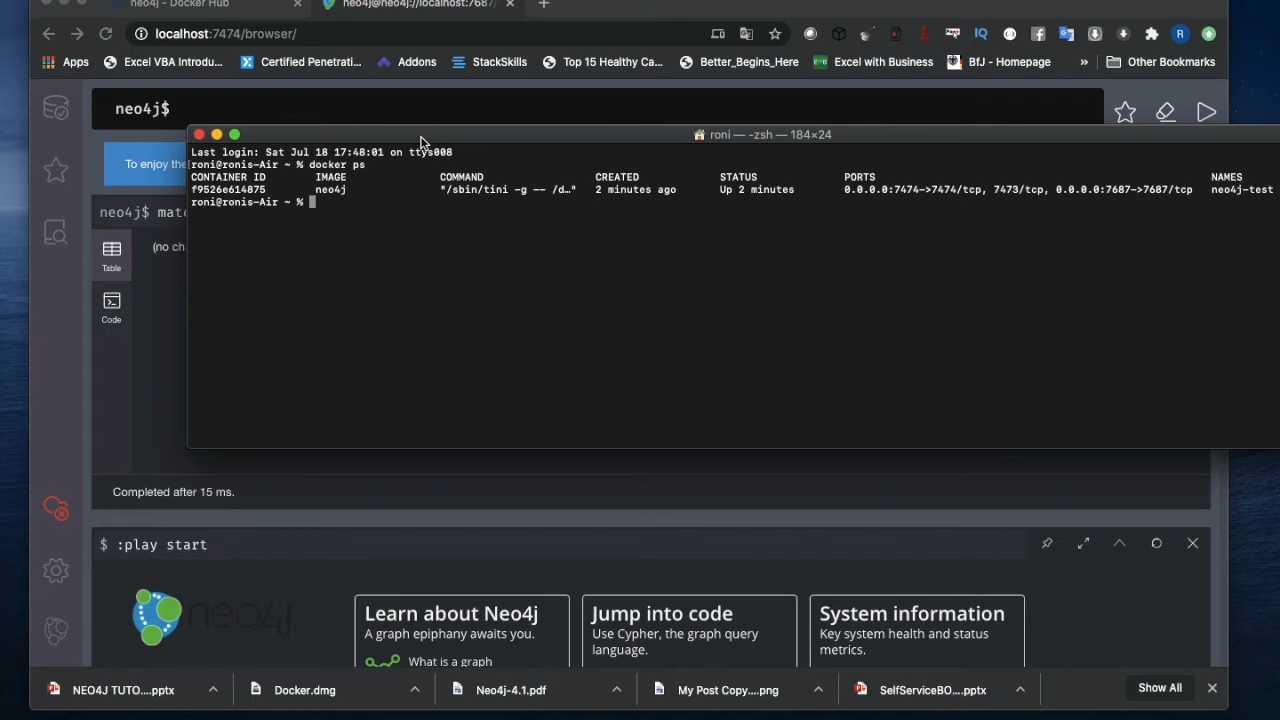 neo4j - Docker Hub
neo4j@neo4j://localhost:7687/
localhost:7474/browser/
IQ
R
Apps
Excel VBA Introdu...
Certified Penetrati...
Addons
StackSkills
Top 15 Healthy Ca...
Better_Begins_Here
Excel with Business
BfJ - Homepage
»
Other Bookmarks
neo4j$
To enjoy the
roni — -zsh — 184×24
Last login: Sat Jul 18 17:48:01 on ttys008
[roni@ronis-Air ~ % docker ps
CONTAINER ID IMAGE COMMAND CREATED STATUS PORTS NAMES
f9526e614875 neo4j "/sbin/tini -g -- /d…" 2 minutes ago Up 2 minutes 0.0.0.0:7474->7474/tcp, 7473/tcp, 0.0.0.0:7687->7687/tcp neo4j-test
roni@ronis-Air ~ %
neo4j$ mat
(no ch
Table
Code
Completed after 15 ms.
$ :play start
neo4j
Learn about Neo4j
A graph epiphany awaits you.
What is a graph
Jump into code
Use Cypher, the graph query
language.
System information
Key system health and status
metrics.
NEO4J TUTO....pptx
Docker.dmg
Neo4j-4.1.pdf
My Post Copy....png
SelfServiceBO....pptx
Show All